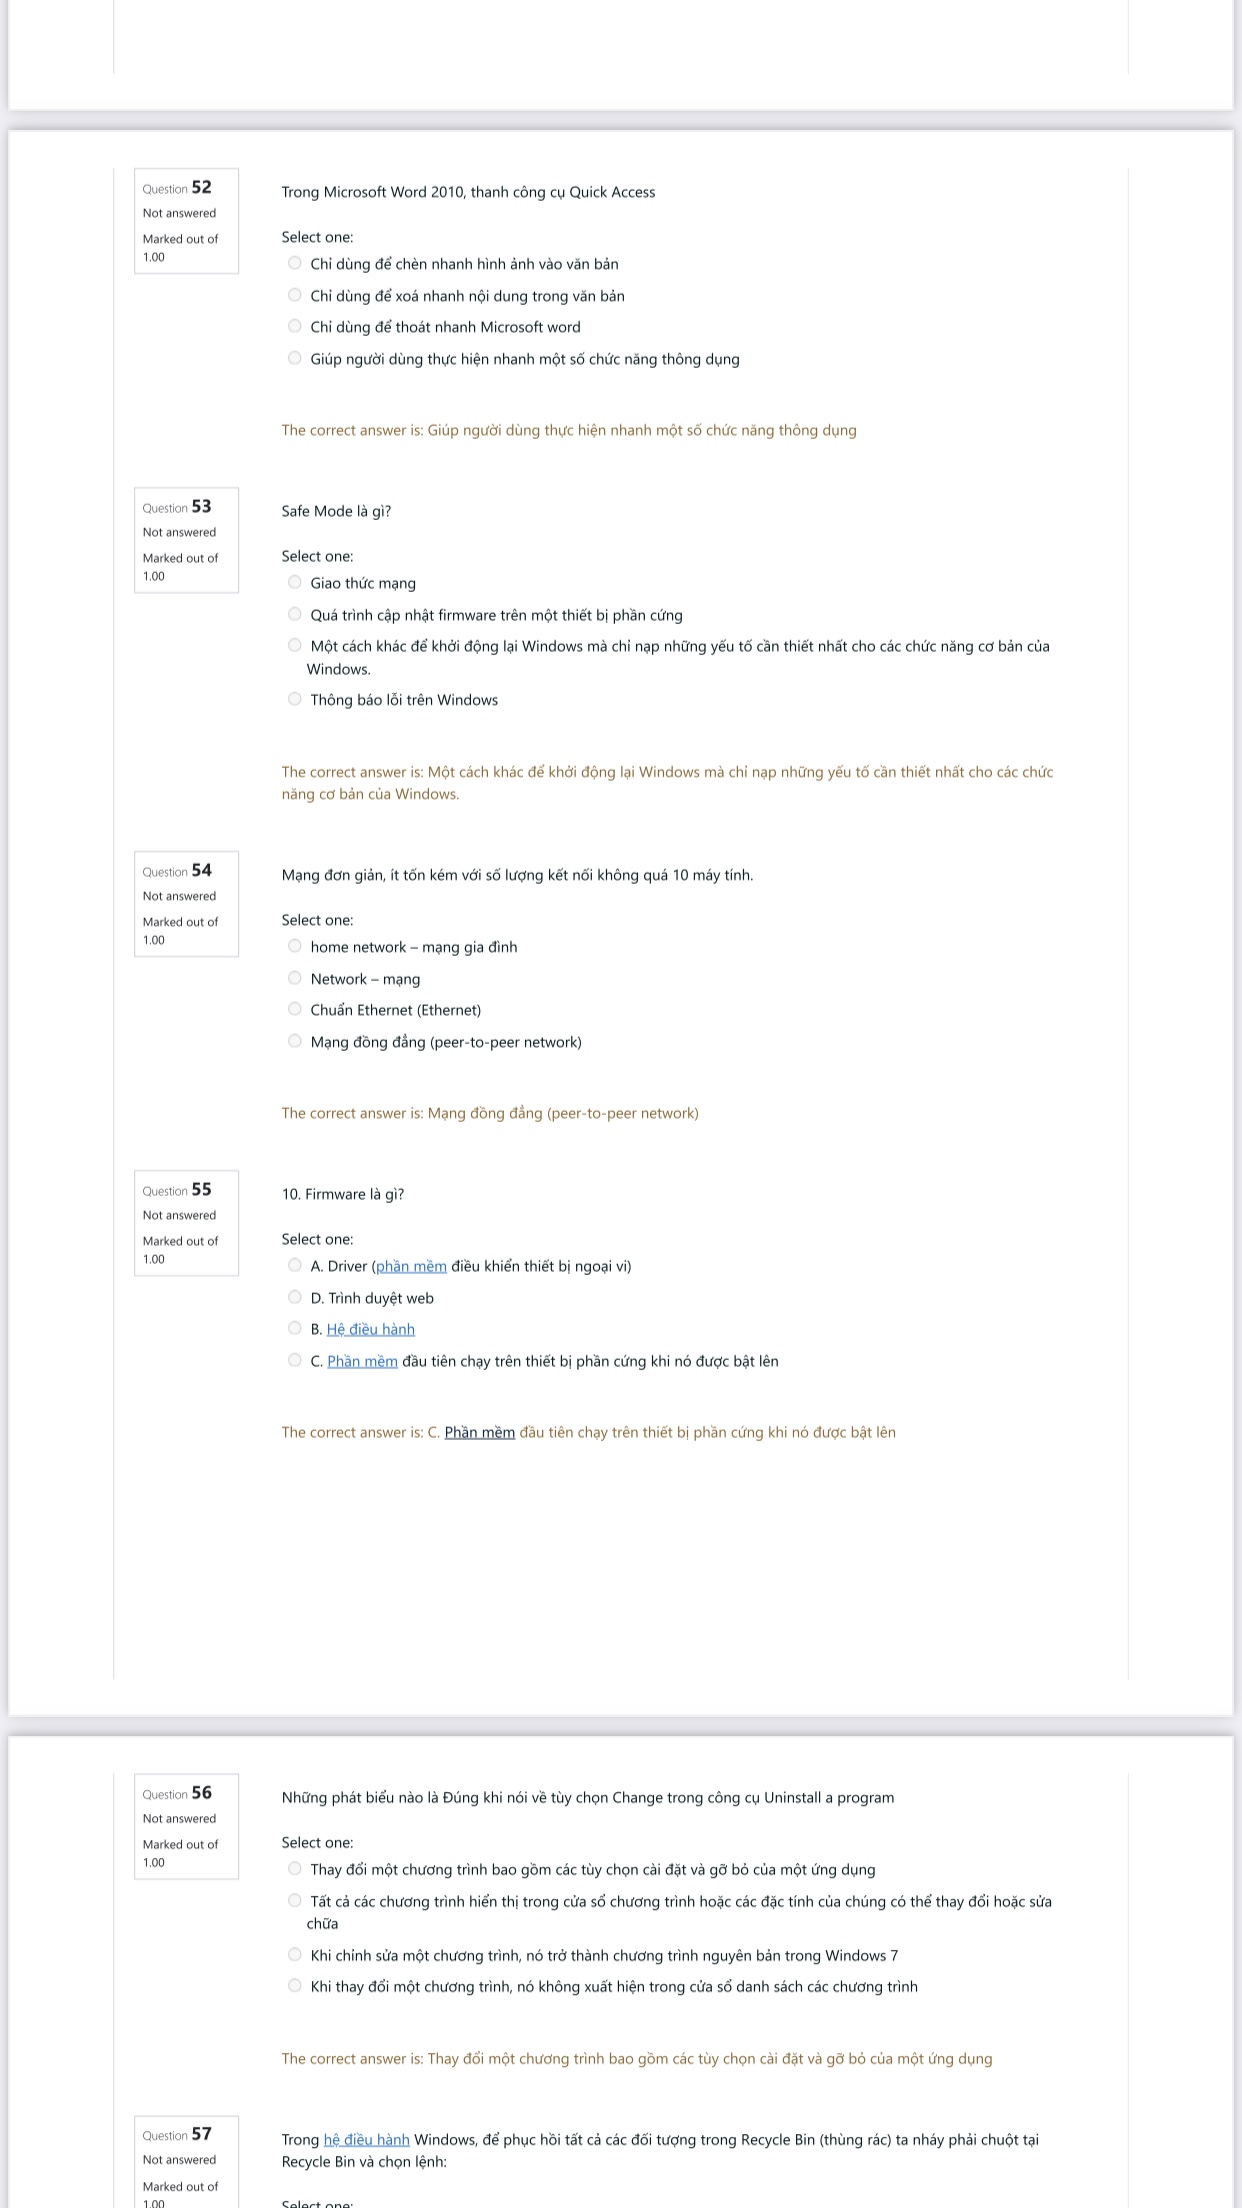 Question 52
Not answered
Marked out of
1.00
Trong Microsoft Word 2010, thanh công cụ Quick Access
Select one:
Chỉ dùng để chèn nhanh hình ảnh vào văn bản
Chỉ dùng để xoá nhanh nội dung trong văn bản
Chỉ dùng để thoát nhanh Microsoft word
Giúp người dùng thực hiện nhanh một số chức năng thông dụng
The correct answer is: Giúp người dùng thực hiện nhanh một số chức năng thông dụng
Question 53
Not answered
Marked out of
1.00
Safe Mode là gì?
Select one:
Giao thức mạng
Quá trình cập nhật firmware trên một thiết bị phần cứng
Một cách khác để khởi động lại Windows mà chỉ nạp những yếu tố cần thiết nhất cho các chức năng cơ bản của
Windows.
Thông báo lỗi trên Windows
The correct answer is: Một cách khác để khởi động lại Windows mà chỉ nạp những yếu tố cần thiết nhất cho các chức
năng cơ bản của Windows.
Question 54
Not answered
Marked out of
1.00
Mạng đơn giản, ít tốn kém với số lượng kết nối không quá 10 máy tính.
Select one:
home network – mạng gia đình
Network – mạng
Chuẩn Ethernet (Ethernet)
Mạng đồng đẳng (peer-to-peer network)
The correct answer is: Mạng đồng đẳng (peer-to-peer network)
Question 55
Not answered
Marked out of
1.00
10. Firmware là gì?
Select one:
A. Driver (phần mềm điều khiển thiết bị ngoại vi)
D. Trình duyệt web
B. Hệ điều hành
C. Phần mềm đầu tiên chạy trên thiết bị phần cứng khi nó được bật lên
The correct answer is: C. Phần mềm đầu tiên chạy trên thiết bị phần cứng khi nó được bật lên
Question 56
Not answered
Marked out of
1.00
Những phát biểu nào là Đúng khi nói về tùy chọn Change trong công cụ Uninstall a program
Select one:
Thay đổi một chương trình bao gồm các tùy chọn cài đặt và gỡ bỏ của một ứng dụng
Tất cả các chương trình hiển thị trong cửa sổ chương trình hoặc các đặc tính của chúng có thể thay đổi hoặc sửa
chữa
Khi chỉnh sửa một chương trình, nó trở thành chương trình nguyên bản trong Windows 7
Khi thay đổi một chương trình, nó không xuất hiện trong cửa sổ danh sách các chương trình
The correct answer is: Thay đổi một chương trình bao gồm các tùy chọn cài đặt và gỡ bỏ của một ứng dụng
Question 57
Not answered
Marked out of
1.00
Trong hệ điều hành Windows, để phục hồi tất cả các đối tượng trong Recycle Bin (thùng rác) ta nháy phải chuột tại
Recycle Bin và chọn lệnh:
Select one: